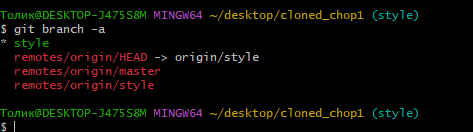 Толик@DESKTOP-J475S8M MINGW64 ~/desktop/cloned_chop1 (style)
$ git branch -a
* style
  remotes/origin/HEAD -> origin/style
  remotes/origin/master
  remotes/origin/style

Толик@DESKTOP-J475S8M MINGW64 ~/desktop/cloned_chop1 (style)
$